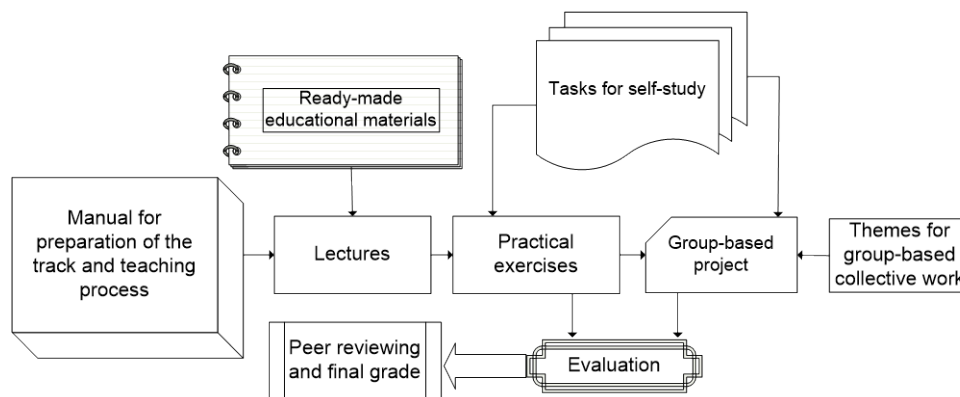 Ready-made
educational materials
Tasks for self-study
Manual for
preparation of the
track and teaching
process
Lectures
Practical
exercises
Group-based
project
Themes for
group-based
collective work
Peer reviewing
and final grade
Evaluation